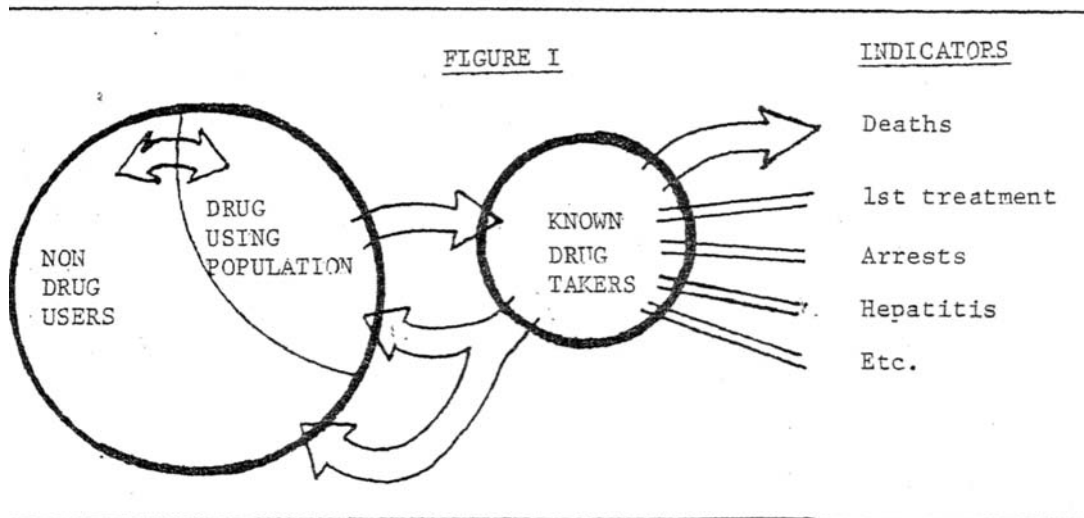 FIGURE I
INDICATORS
NON
DRUG
USERS
DRUG
USING
POPULATION
KNOWN
DRUG
TAKERS
Deaths
1st treatment
Arrests
Hepatitis
Etc.